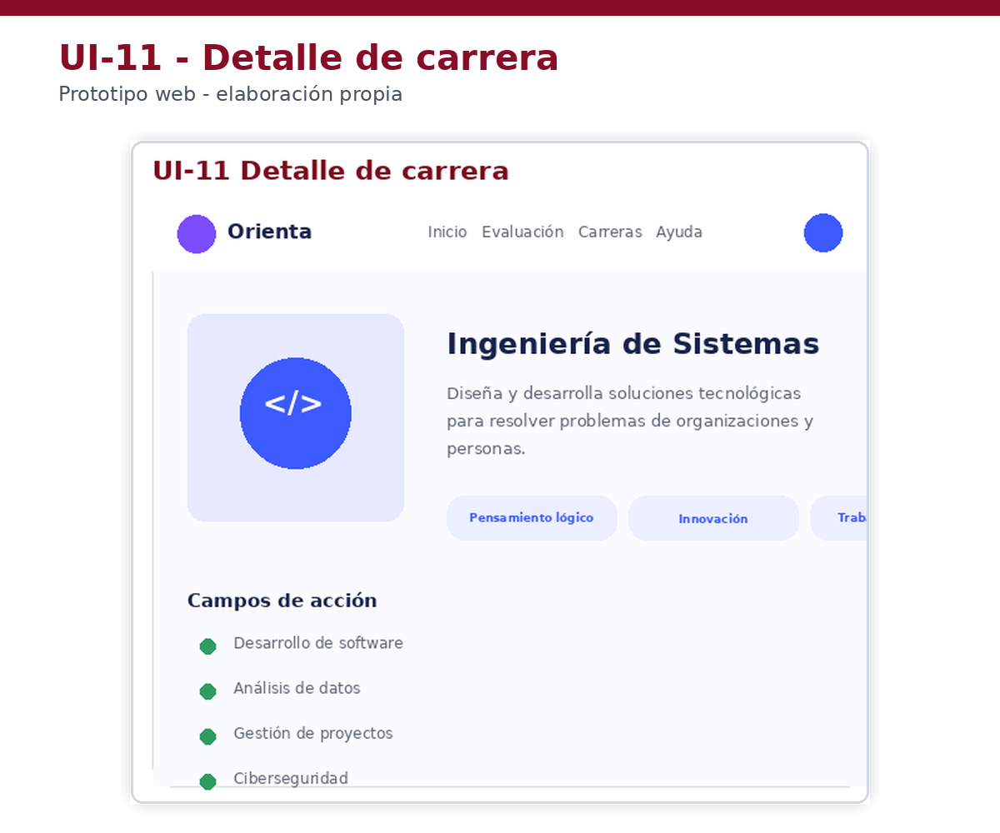 UI-11 - Detalle de carrera
Prototipo web - elaboración propia
UI-11 Detalle de carrera
Orienta
Inicio Evaluación Carreras Ayuda
</>
Ingeniería de Sistemas
Diseña y desarrolla soluciones tecnológicas
para resolver problemas de organizaciones y
personas.
Pensamiento lógico
Innovación
Campos de acción
Desarrollo de software
Análisis de datos
Gestión de proyectos
Ciberseguridad